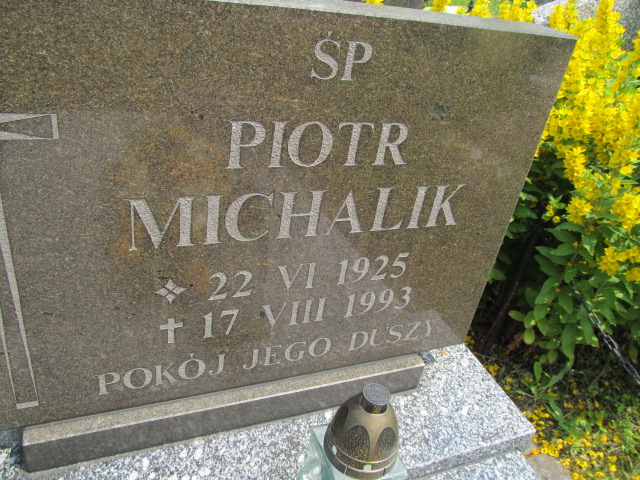 ŚP
PIOTR
MICHALIK
22 VI 1925
17 VIII 1993
POKÓJ JEGO DUSZY